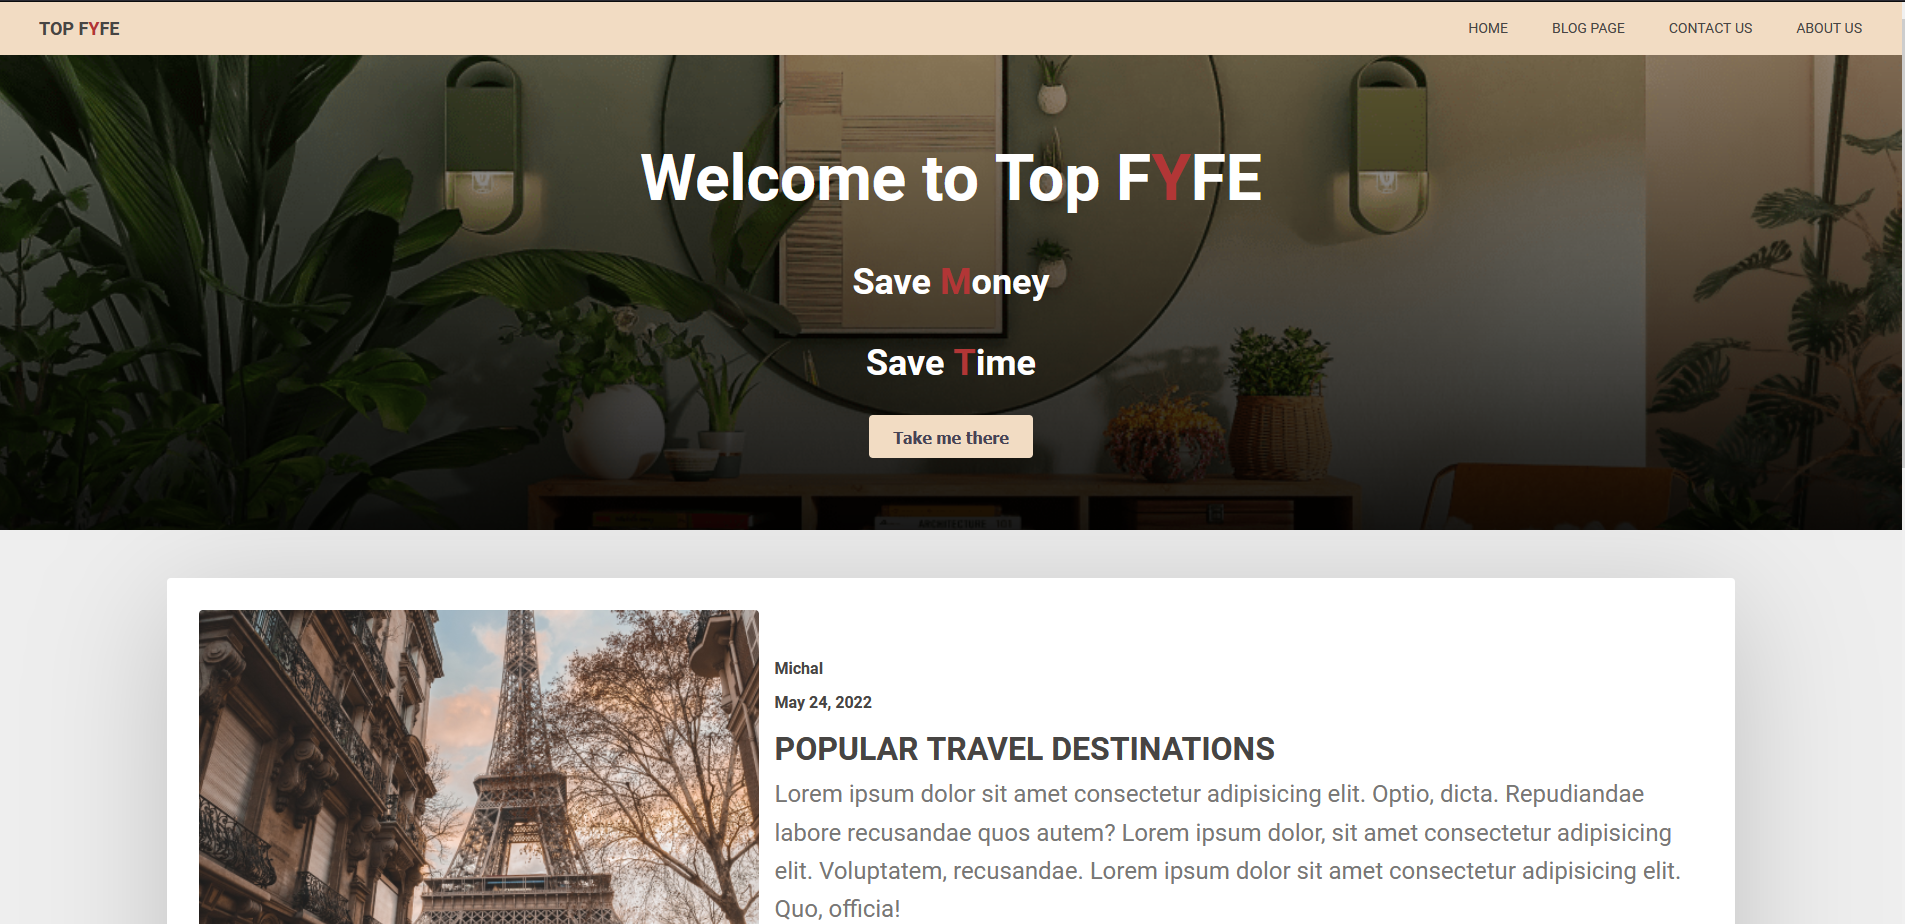 TOP FYFE
HOME BLOG PAGE CONTACT US ABOUT US
Welcome to Top FYFE
Save Money
Save Time
Take me there
ARCHITECTURE 101
Michal
May 24, 2022
POPULAR TRAVEL DESTINATIONS
Lorem ipsum dolor sit amet consectetur adipisicing elit. Optio, dicta. Repudiandae
labore recusandae quos autem? Lorem ipsum dolor, sit amet consectetur adipisicing
elit. Voluptatem, recusandae. Lorem ipsum dolor sit amet consectetur adipisicing elit.
Quo, officia!